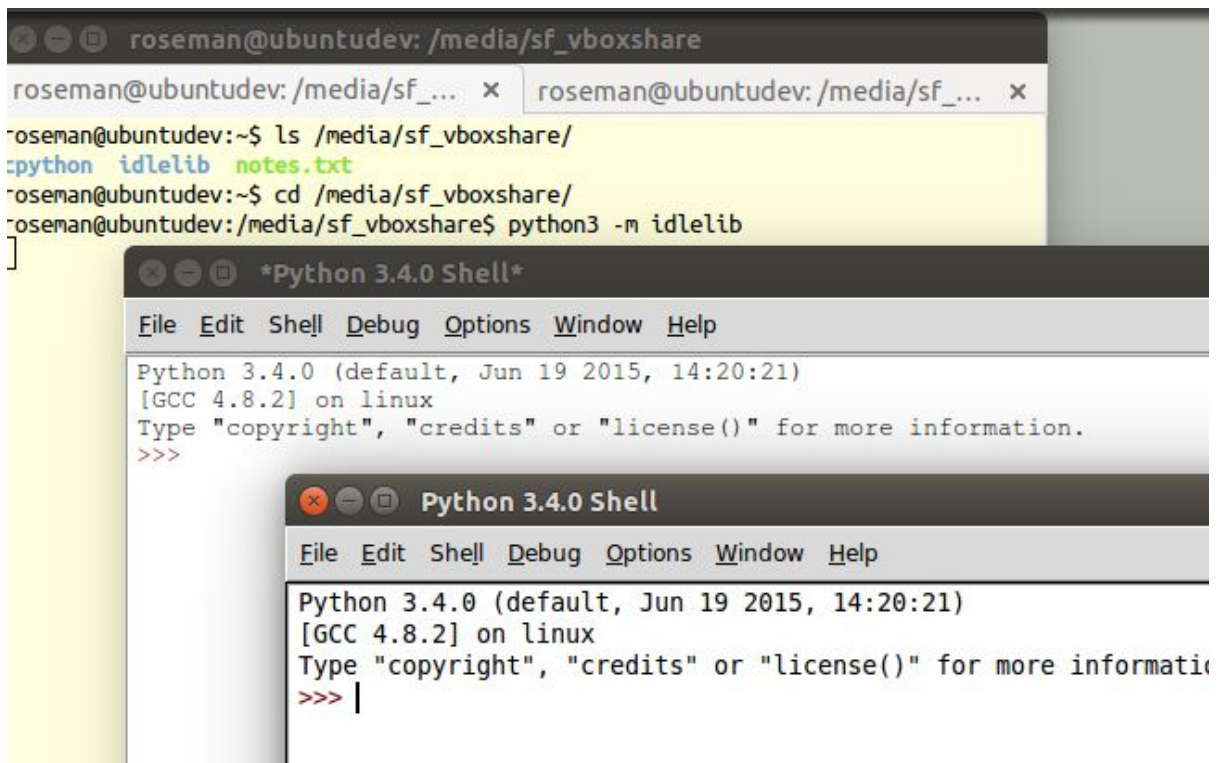 roseman@ubuntudev: /media/sf_vboxshare
roseman@ubuntudev: /media/sf_... × roseman@ubuntudev: /media/sf_... ×
roseman@ubuntudev:~$ ls /media/sf_vboxshare/
cpython idlelib notes.txt
roseman@ubuntudev:~$ cd /media/sf_vboxshare/
roseman@ubuntudev:/media/sf_vboxshare$ python3 -m idlelib
*Python 3.4.0 Shell*
File Edit Shell Debug Options Window Help
Python 3.4.0 (default, Jun 19 2015, 14:20:21)
[GCC 4.8.2] on linux
Type "copyright", "credits" or "license()" for more information.
>>>
Python 3.4.0 Shell
File Edit Shell Debug Options Window Help
Python 3.4.0 (default, Jun 19 2015, 14:20:21)
[GCC 4.8.2] on linux
Type "copyright", "credits" or "license()" for more informatio
>>>